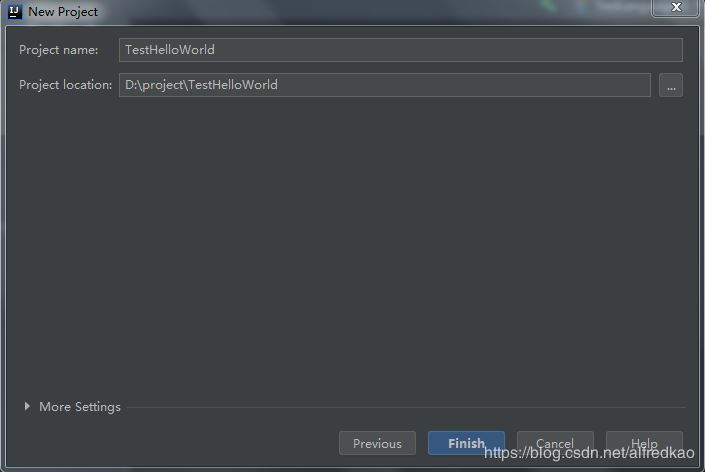 IJ New Project
Project name: TestHelloWorld
Project location: D:\project\TestHelloWorld ...
More Settings
Previous Finish Cancel Help
https://blog.csdn.net/alfredkao